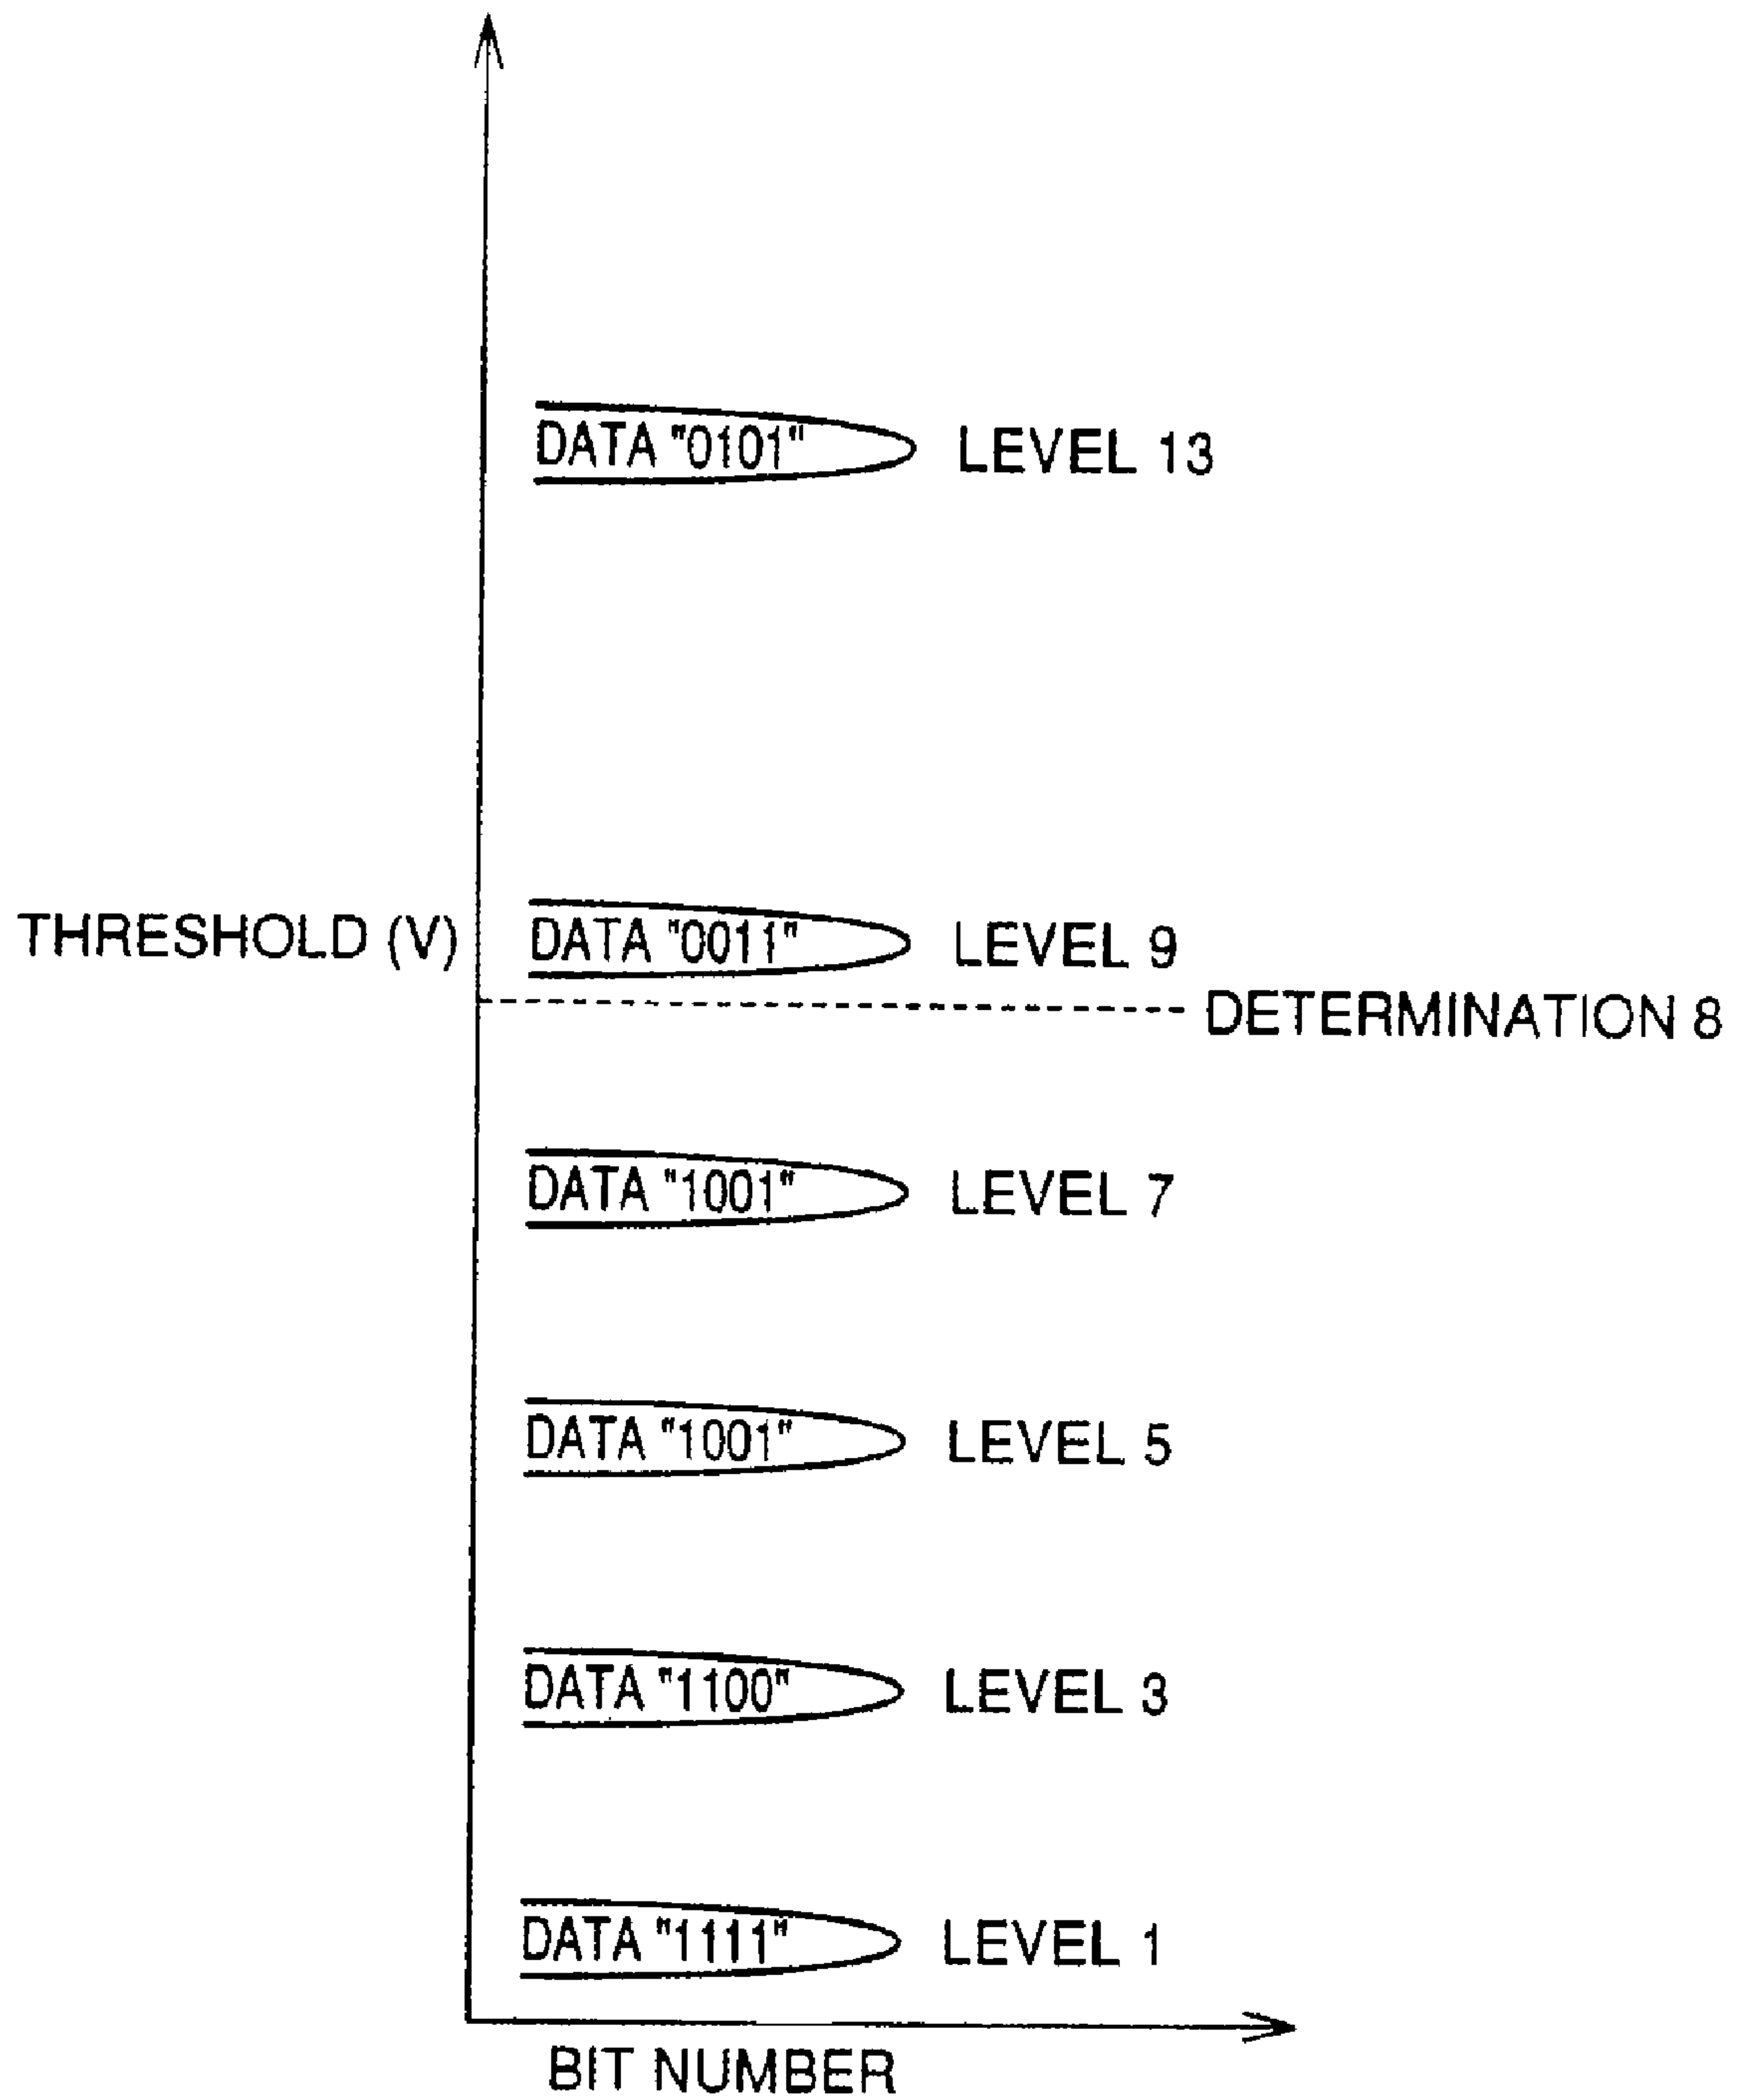 DATA "0101" LEVEL 13
THRESHOLD (V) DATA "0011" LEVEL 9
DETERMINATION 8
DATA "1001" LEVEL 7
DATA "1001" LEVEL 5
DATA "1100" LEVEL 3
DATA "1111" LEVEL 1
BIT NUMBER